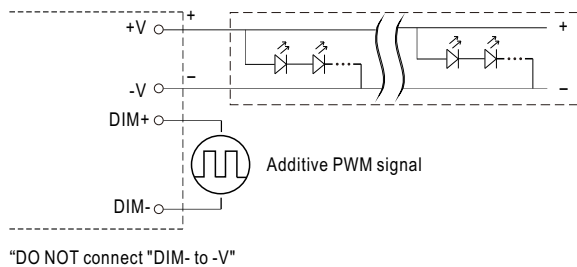 +V
+
-V
−
+
−
DIM+
Additive PWM signal
DIM-
“DO NOT connect "DIM- to -V"